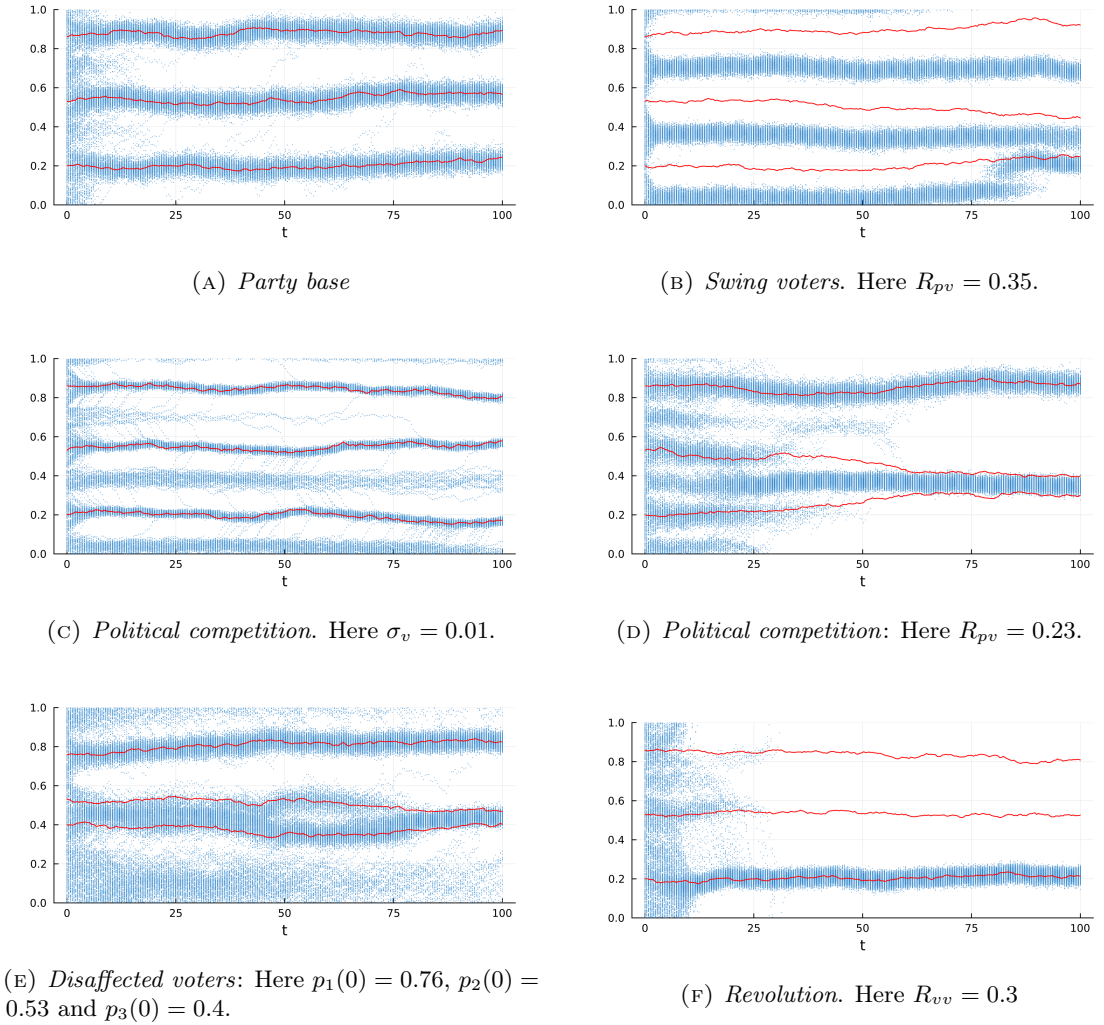 1.0
0.8
0.6
0.4
0.2
0.0
0 25 50 75 100
t
(A) Party base
1.0
0.8
0.6
0.4
0.2
0.0
0 25 50 75 100
t
(B) Swing voters. Here R_{pv} = 0.35.
1.0
0.8
0.6
0.4
0.2
0.0
0 25 50 75 100
t
(C) Political competition. Here σ_v = 0.01.
1.0
0.8
0.6
0.4
0.2
0.0
0 25 50 75 100
t
(D) Political competition: Here R_{pv} = 0.23.
1.0
0.8
0.6
0.4
0.2
0.0
0 25 50 75 100
t
(E) Disaffected voters: Here p_1(0) = 0.76, p_2(0) =
0.53 and p_3(0) = 0.4.
1.0
0.8
0.6
0.4
0.2
0.0
0 25 50 75 100
t
(F) Revolution. Here R_{vv} = 0.3